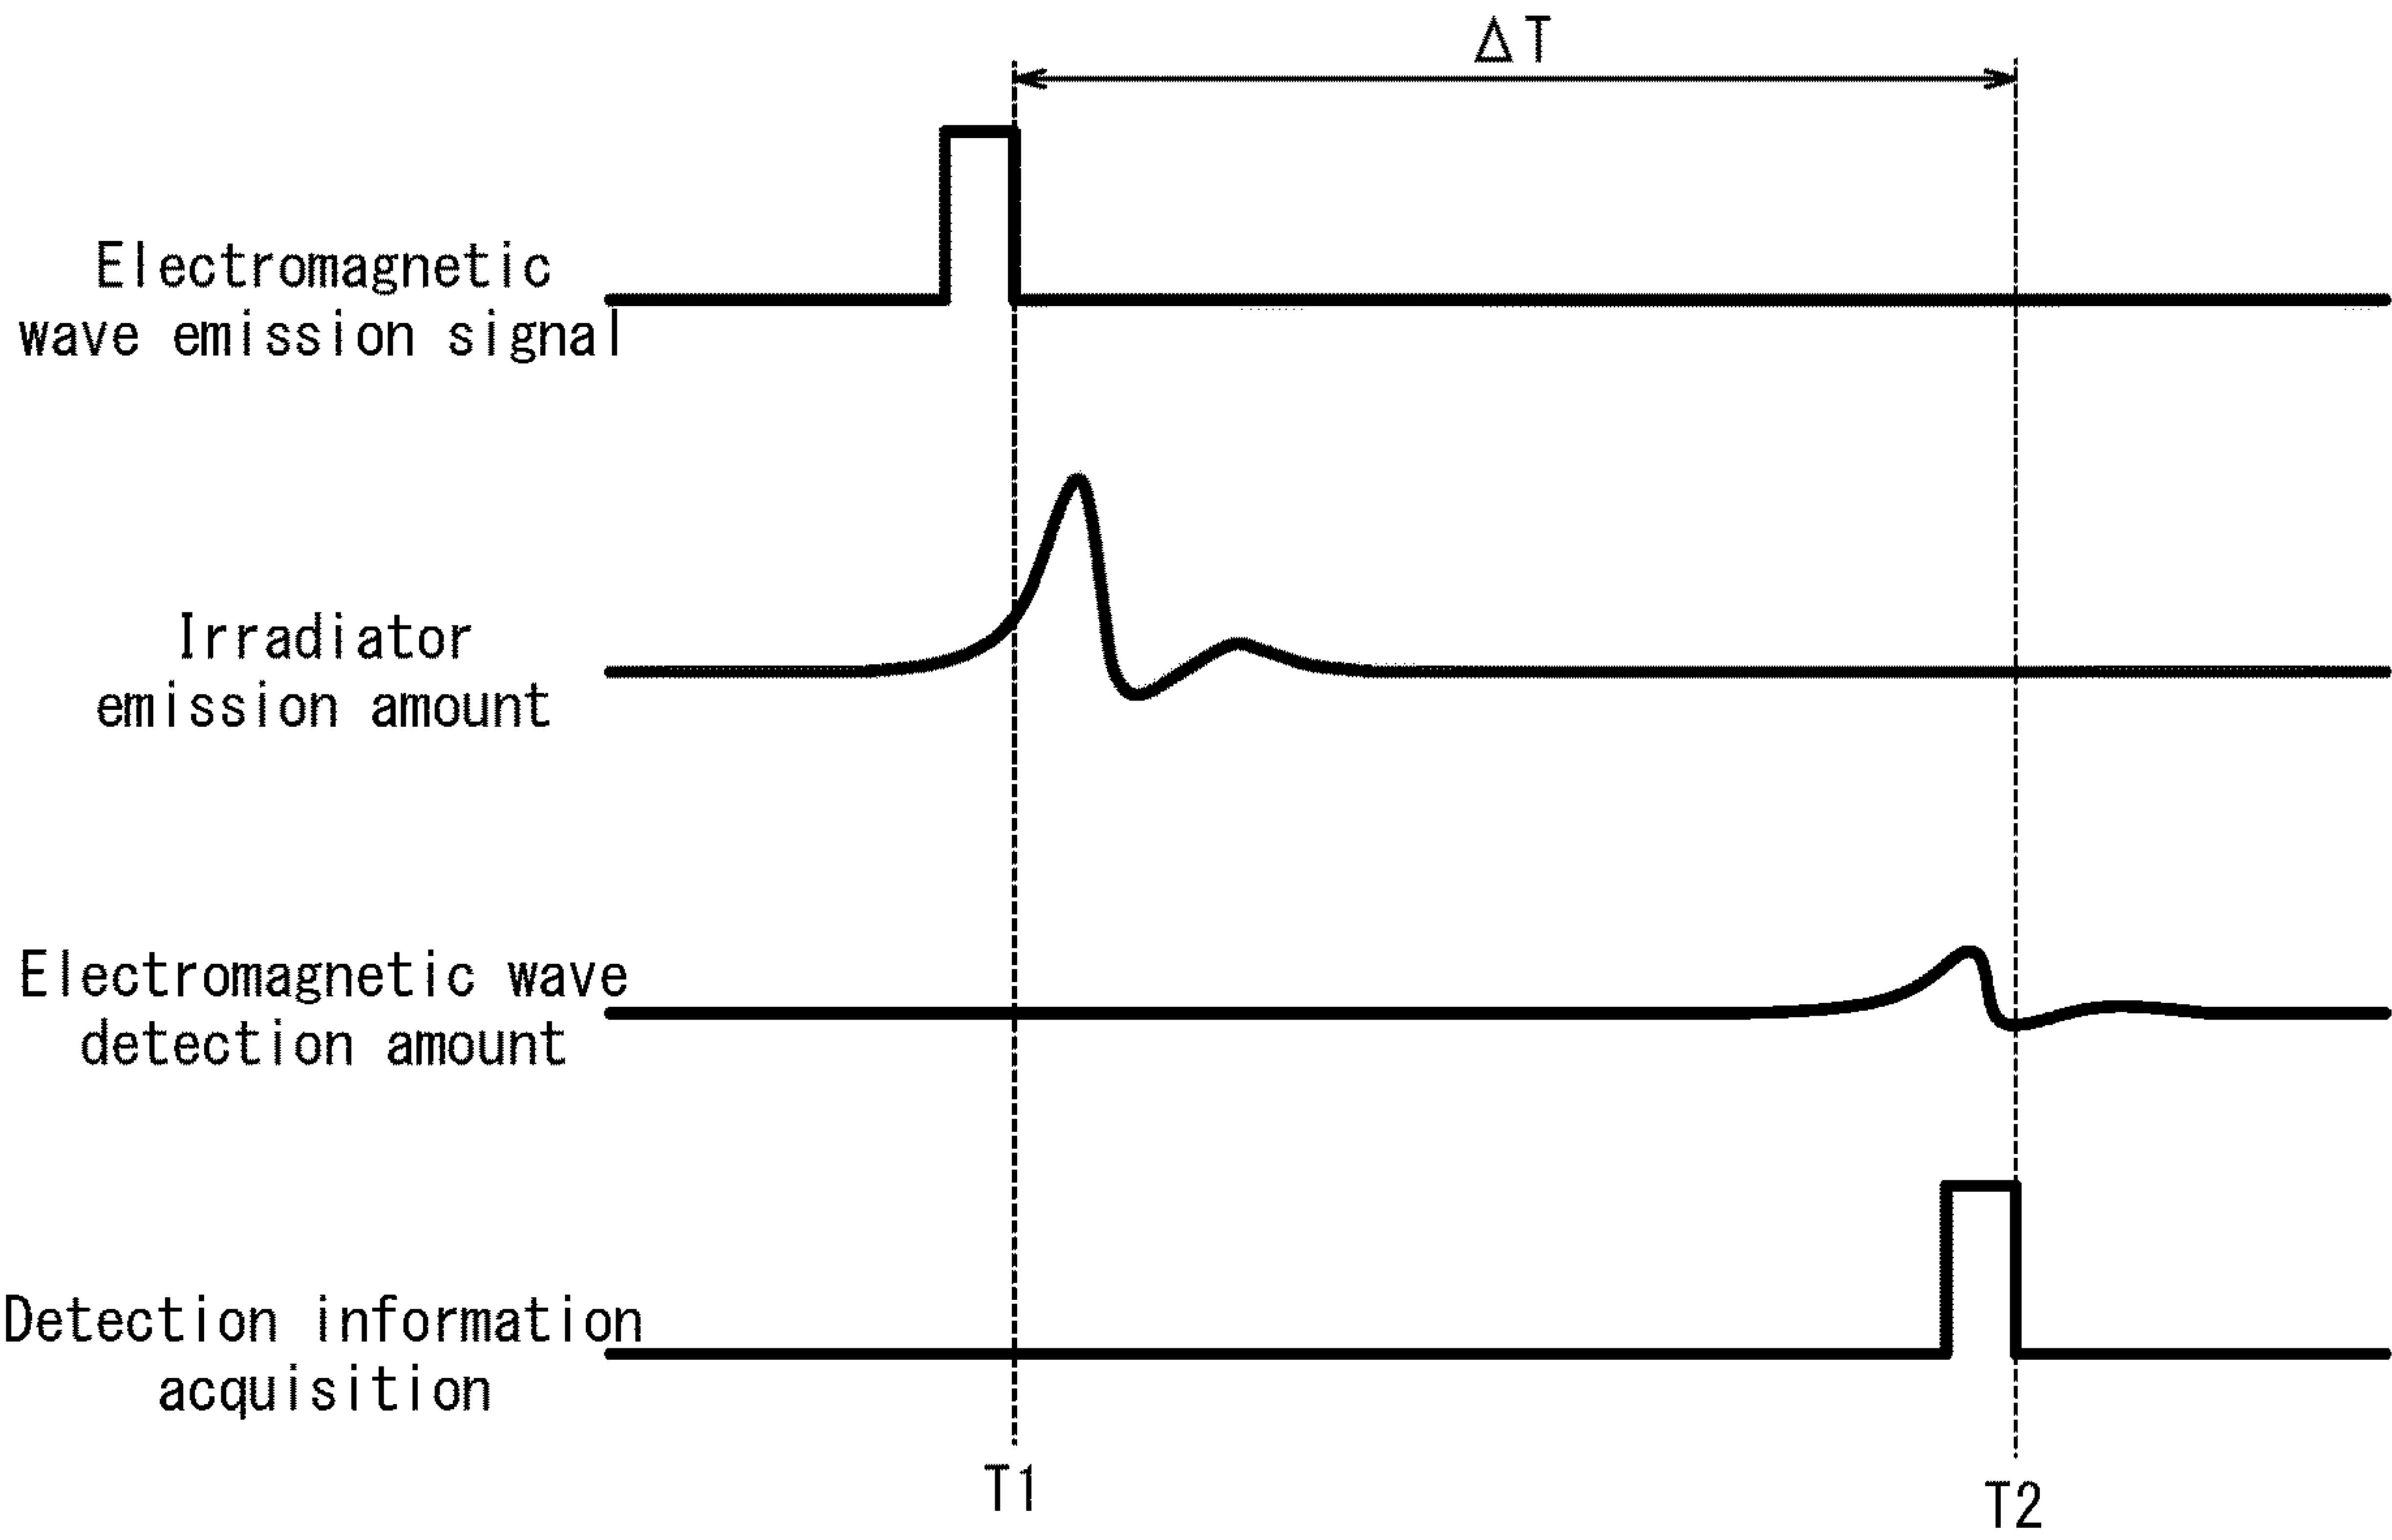 ΔT
Electromagnetic
wave emission signal
Irradiator
emission amount
Electromagnetic wave
detection amount
Detection information
acquisition
T1
T2